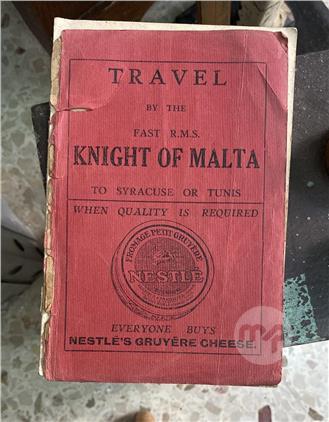 TRAVEL
BY THE
FAST R.M.S.
KNIGHT OF MALTA
TO SYRACUSE OR TUNIS
WHEN QUALITY IS REQUIRED
FROMAGE PETIT GRUYÈRE
NESTLÉ
EVERYONE BUYS
NESTLÉ'S GRUYÈRE CHEESE.